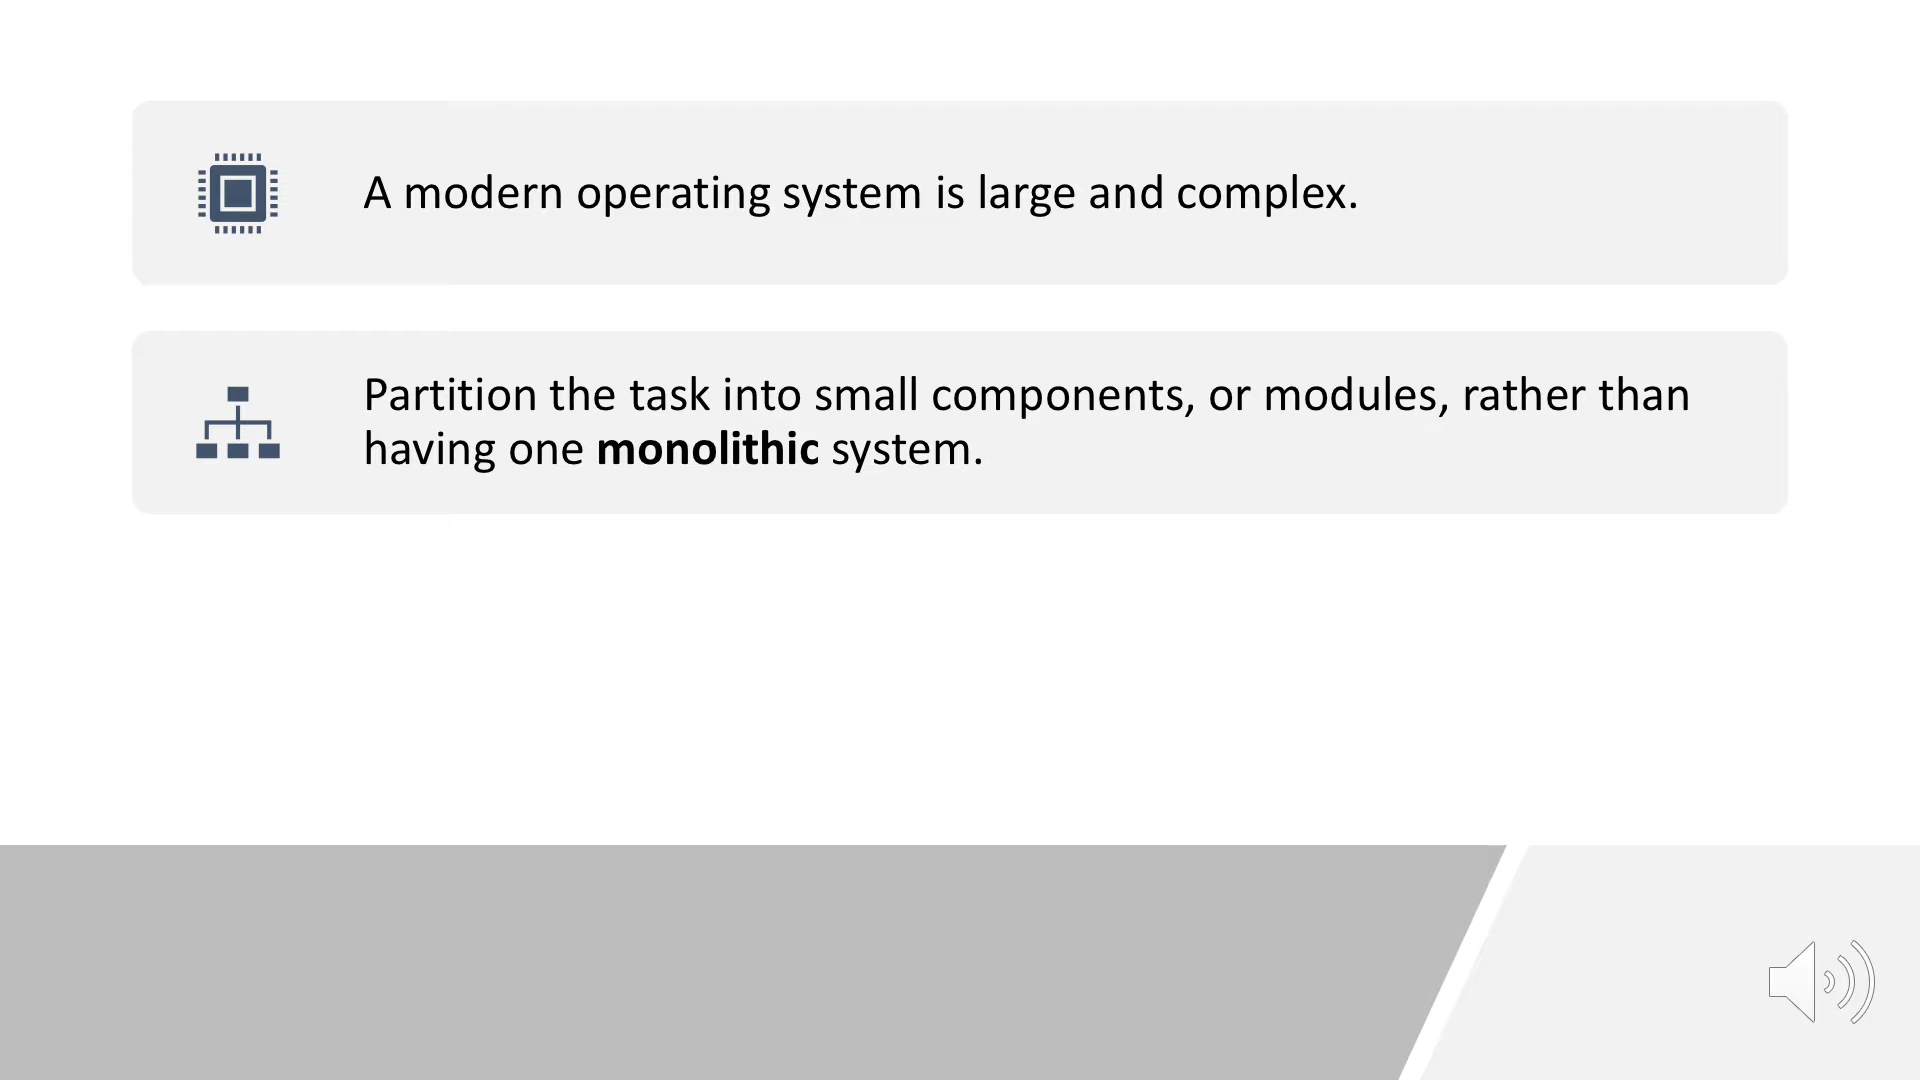 A modern operating system is large and complex.
Partition the task into small components, or modules, rather than
having one monolithic system.